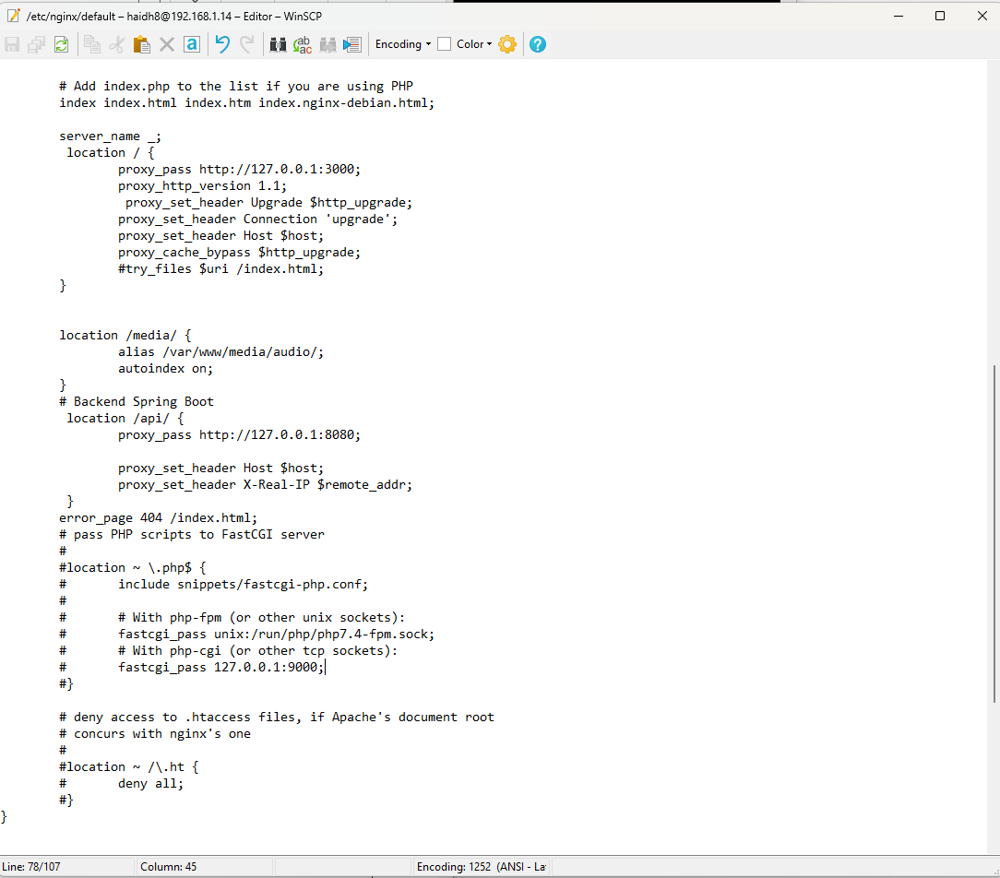 /etc/nginx/default – haidh8@192.168.1.14 – Editor – WinSCP
Encoding Color
# Add index.php to the list if you are using PHP
index index.html index.htm index.nginx-debian.html;
server_name _;
location / {
proxy_pass http://127.0.0.1:3000;
proxy_http_version 1.1;
proxy_set_header Upgrade $http_upgrade;
proxy_set_header Connection 'upgrade';
proxy_set_header Host $host;
proxy_cache_bypass $http_upgrade;
#try_files $uri /index.html;
}
location /media/ {
alias /var/www/media/audio/;
autoindex on;
}
# Backend Spring Boot
location /api/ {
proxy_pass http://127.0.0.1:8080;
proxy_set_header Host $host;
proxy_set_header X-Real-IP $remote_addr;
}
error_page 404 /index.html;
# pass PHP scripts to FastCGI server
#
#location ~ \.php$ {
# include snippets/fastcgi-php.conf;
#
# # With php-fpm (or other unix sockets):
# fastcgi_pass unix:/run/php/php7.4-fpm.sock;
# # With php-cgi (or other tcp sockets):
# fastcgi_pass 127.0.0.1:9000;
#}
# deny access to .htaccess files, if Apache's document root
# concurs with nginx's one
#
#location ~ /\.ht {
# deny all;
#}
}
Line: 78/107 Column: 45 Encoding: 1252 (ANSI - La